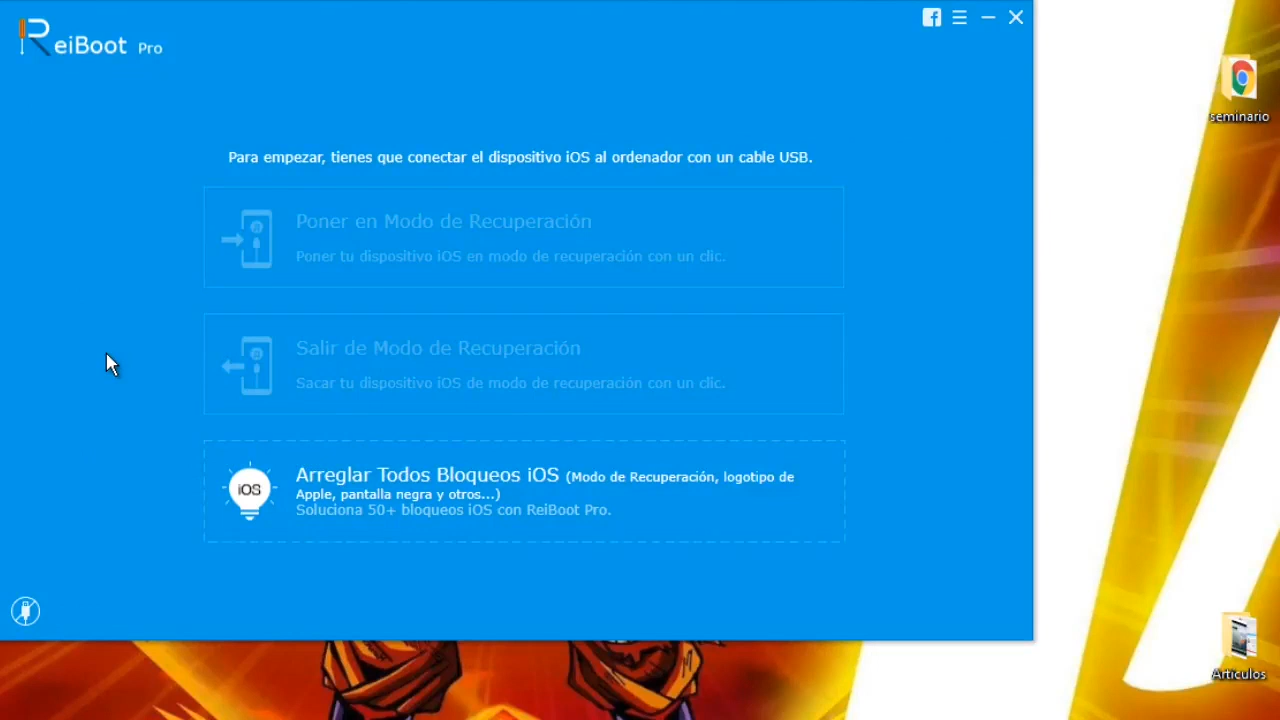 ReiBoot Pro
seminario
Para empezar, tienes que conectar el dispositivo iOS al ordenador con un cable USB.
Poner en Modo de Recuperación
Poner tu dispositivo iOS en modo de recuperación con un clic.
Salir de Modo de Recuperación
Sacar tu dispositivo iOS de modo de recuperación con un clic.
iOS
Arreglar Todos Bloqueos iOS (Modo de Recuperación, logotipo de
Apple, pantalla negra y otros...)
Soluciona 50+ bloqueos iOS con ReiBoot Pro.
Artículos